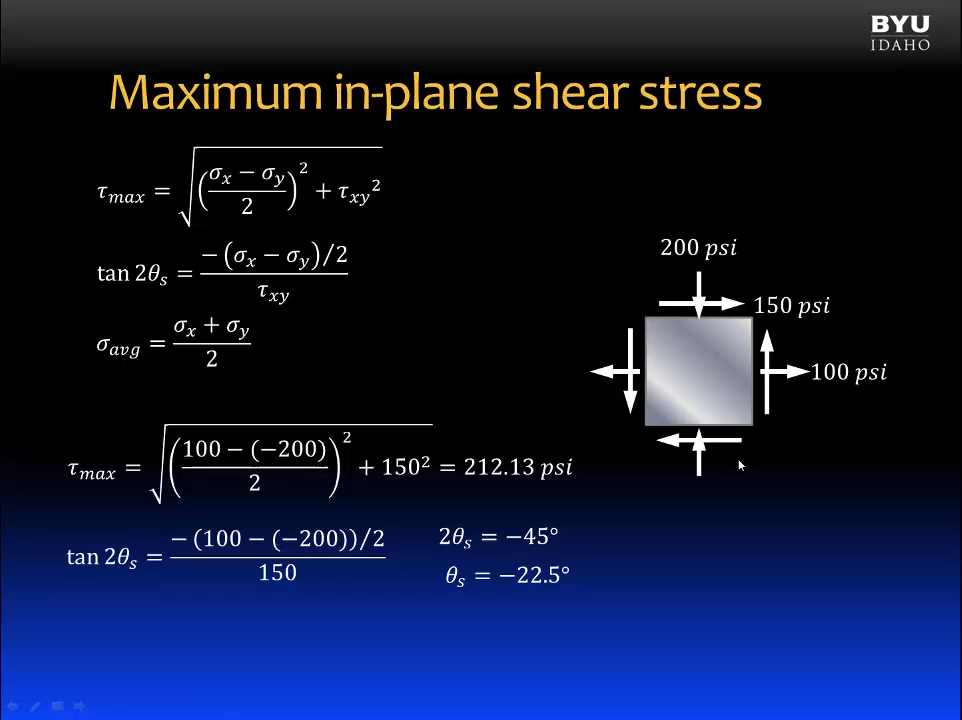 BYU
IDAHO
Maximum in-plane shear stress
τ_max = √(((σ_x − σ_y)/2)² + τ_xy²)
tan 2θ_s = (−(σ_x − σ_y)/2)/τ_xy
σ_avg = (σ_x + σ_y)/2
200 psi
150 psi
100 psi
τ_max = √(((100 − (−200))/2)² + 150²) = 212.13 psi
tan 2θ_s = (−(100 − (−200))/2)/150
2θ_s = −45°
θ_s = −22.5°